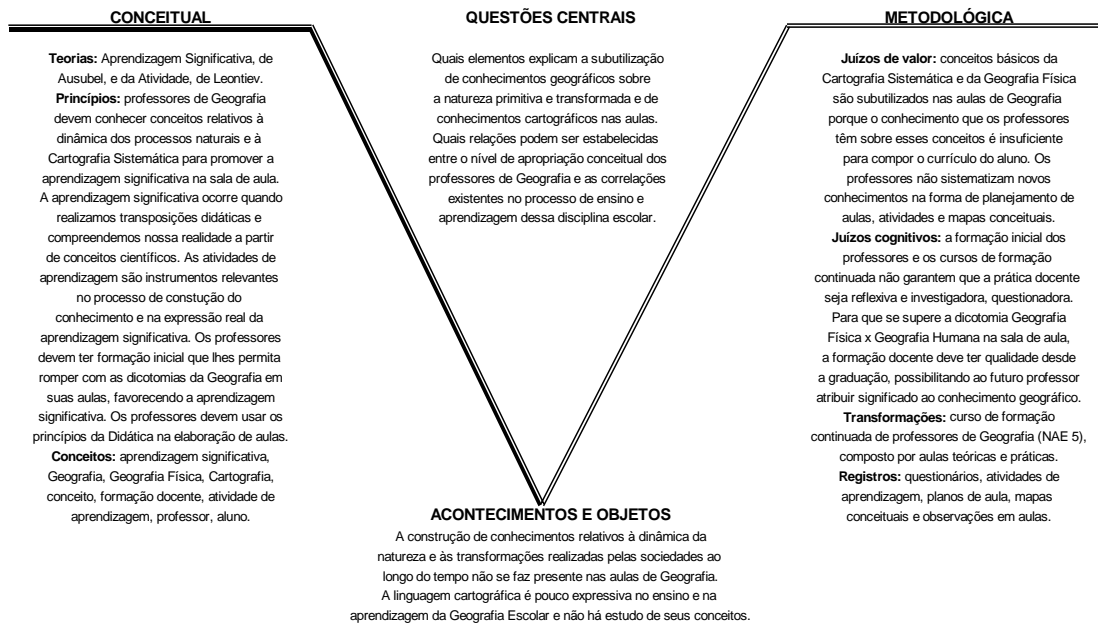 CONCEITUAL
Teorias: Aprendizagem Significativa, de
Ausubel, e da Atividade, de Leontiev.
Princípios: professores de Geografia
devem conhecer conceitos relativos à
dinâmica dos processos naturais e à
Cartografia Sistemática para promover a
aprendizagem significativa na sala de aula.
A aprendizagem significativa ocorre quando
realizamos transposições didáticas e
compreendemos nossa realidade a partir
de conceitos científicos. As atividades de
aprendizagem são instrumentos relevantes
no processo de constução do
conhecimento e na expressão real da
aprendizagem significativa. Os professores
devem ter formação inicial que lhes permita
romper com as dicotomias da Geografia em
suas aulas, favorecendo a aprendizagem
significativa. Os professores devem usar os
princípios da Didática na elaboração de aulas.
Conceitos: aprendizagem significativa,
Geografia, Geografia Física, Cartografia,
conceito, formação docente, atividade de
aprendizagem, professor, aluno.
QUESTÕES CENTRAIS
Quais elementos explicam a subutilização
de conhecimentos geográficos sobre
a natureza primitiva e transformada e de
conhecimentos cartográficos nas aulas.
Quais relações podem ser estabelecidas
entre o nível de apropriação conceitual dos
professores de Geografia e as correlações
existentes no processo de ensino e
aprendizagem dessa disciplina escolar.
METODOLÓGICA
Juízos de valor: conceitos básicos da
Cartografia Sistemática e da Geografia Física
são subutilizados nas aulas de Geografia
porque o conhecimento que os professores
têm sobre esses conceitos é insuficiente
para compor o currículo do aluno. Os
professores não sistematizam novos
conhecimentos na forma de planejamento de
aulas, atividades e mapas conceituais.
Juízos cognitivos: a formação inicial dos
professores e os cursos de formação
continuada não garantem que a prática docente
seja reflexiva e investigadora, questionadora.
Para que se supere a dicotomia Geografia
Física x Geografia Humana na sala de aula,
a formação docente deve ter qualidade desde
a graduação, possibilitando ao futuro professor
atribuir significado ao conhecimento geográfico.
Transformações: curso de formação
continuada de professores de Geografia (NAE 5),
composto por aulas teóricas e práticas.
Registros: questionários, atividades de
aprendizagem, planos de aula, mapas
conceituais e observações em aulas.
ACONTECIMENTOS E OBJETOS
A construção de conhecimentos relativos à dinâmica da
natureza e às transformações realizadas pelas sociedades ao
longo do tempo não se faz presente nas aulas de Geografia.
A linguagem cartográfica é pouco expressiva no ensino e na
aprendizagem da Geografia Escolar e não há estudo de seus conceitos.